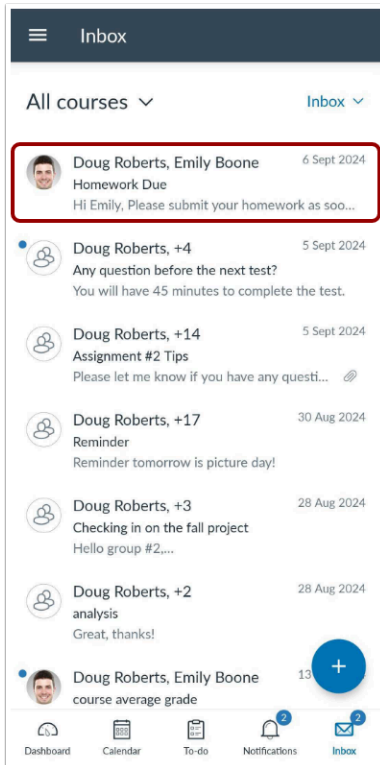 Inbox
All courses
Inbox
Doug Roberts, Emily Boone
6 Sept 2024
Homework Due
Hi Emily, Please submit your homework as soo...
Doug Roberts, +4
5 Sept 2024
Any question before the next test?
You will have 45 minutes to complete the test.
Doug Roberts, +14
5 Sept 2024
Assignment #2 Tips
Please let me know if you have any questi...
Doug Roberts, +17
30 Aug 2024
Reminder
Reminder tomorrow is picture day!
Doug Roberts, +3
28 Aug 2024
Checking in on the fall project
Hello group #2,...
Doug Roberts, +2
28 Aug 2024
analysis
Great, thanks!
Doug Roberts, Emily Boone
13
course average grade
2
2
Dashboard
Calendar
To-do
Notifications
Inbox